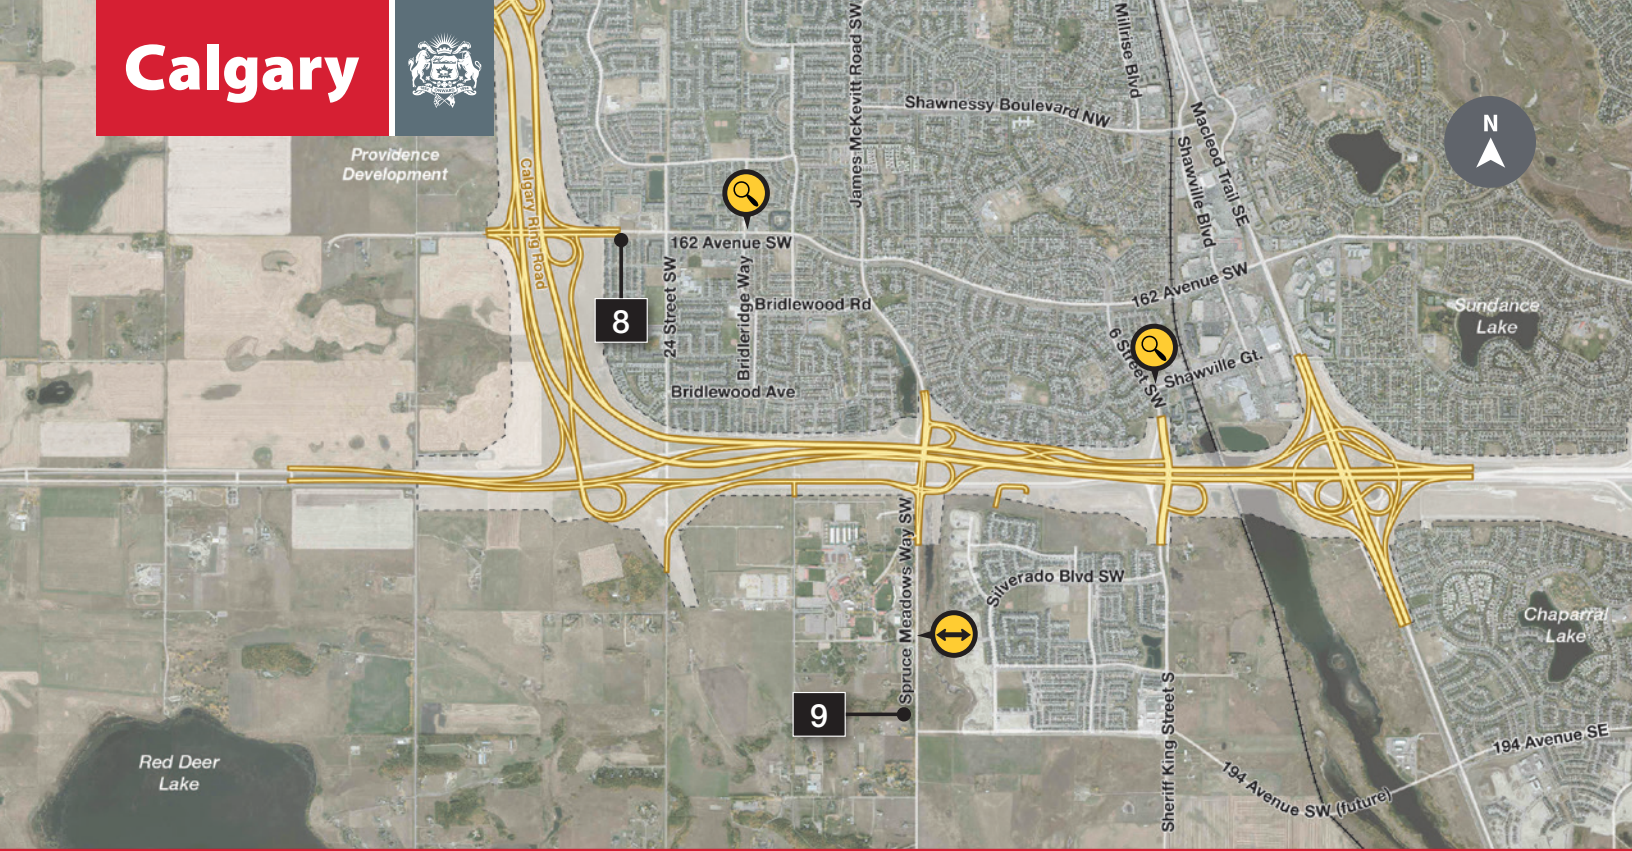 Calgary
Providence
Development
Calgary Ring Road
James McKevitt Road SW
Millrise Blvd
Shawnessy Boulevard NW
Macleod Trail SE
Shawville Blvd
N
162 Avenue SW
24 Street SW
Bridleridge Way
Bridlewood Rd
162 Avenue SW
8
Sundance
Lake
6 Street SW
Shawville Gt.
Bridlewood Ave
Spruce Meadows Way SW
Silverado Blvd SW
Chaparral
Lake
9
Sheriff King Street S
194 Avenue SE
Red Deer
Lake
194 Avenue SW (future)